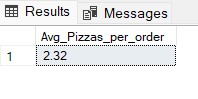 Results Messages
Avg_Pizzas_per_order
1 2.32